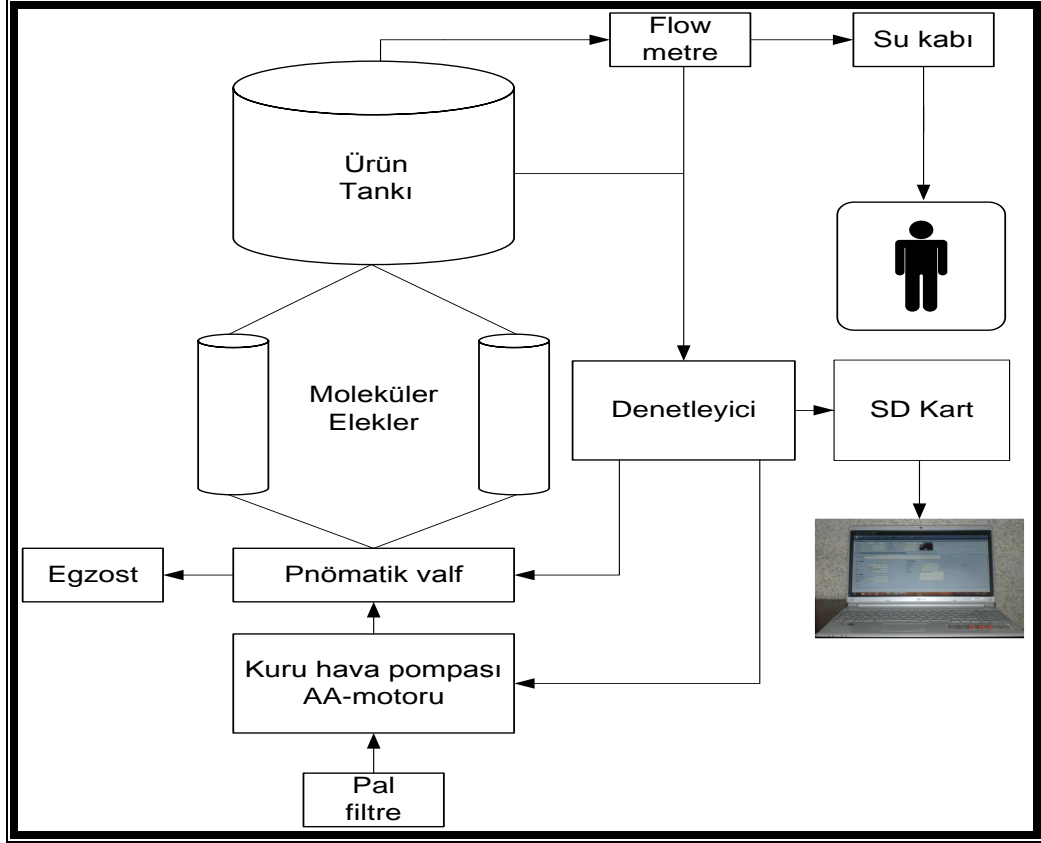 Flow
metre
Su kabı
Ürün
Tankı
Moleküler
Elekler
Denetleyici
SD Kart
Egzost
Pnömatik valf
Kuru hava pompası
AA-motoru
Pal
filtre